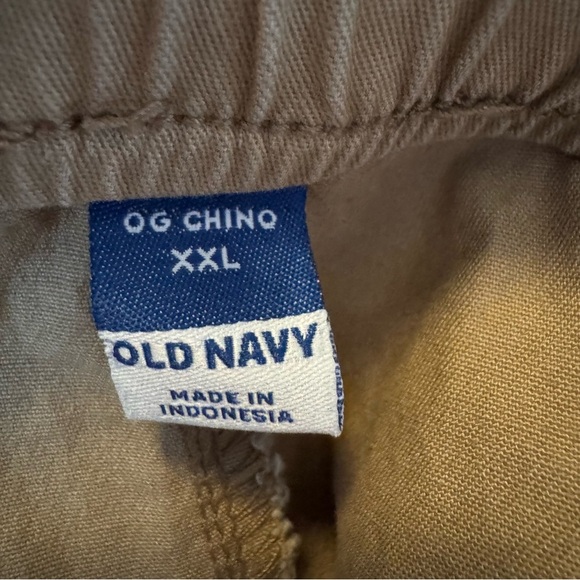 OG CHINO
XXL
OLD NAVY
MADE IN
INDONESIA